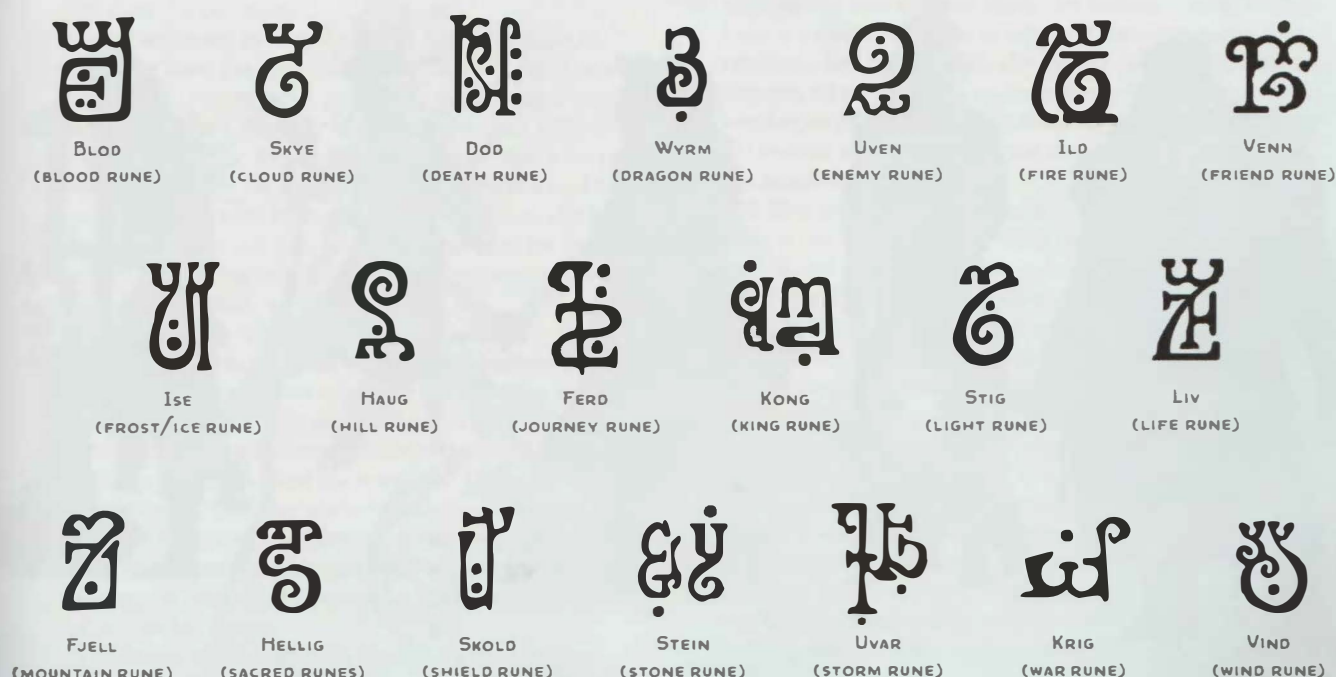 Blod Skye Dod Wyrm Uven Ild Venn
(blood rune) (cloud rune) (death rune) (dragon rune) (enemy rune) (fire rune) (friend rune)
Ise Haug Ferd Kong Stig Liv
(frost/ice rune) (hill rune) (journey rune) (king rune) (light rune) (life rune)
Fjell Hellig Skold Stein Uvar Krig Vind
(mountain rune) (sacred runes) (shield rune) (stone rune) (storm rune) (war rune) (wind rune)